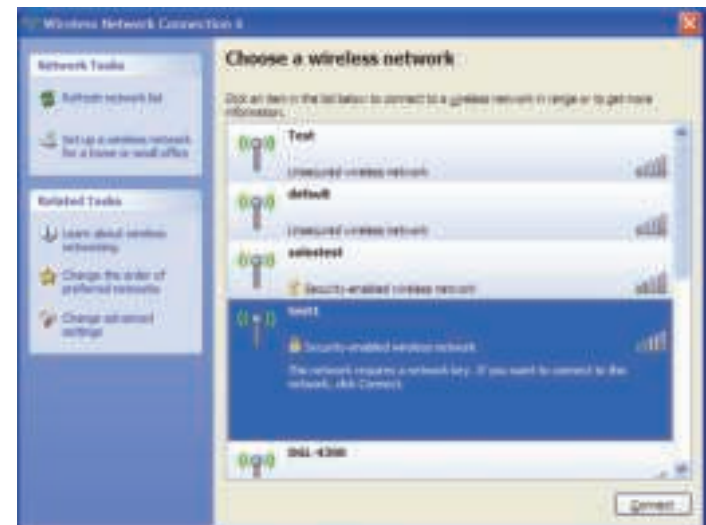 Wireless Network Connection 6
Network Tasks
Refresh network list
Set up a wireless network
for a home or small office
Related Tasks
Learn about wireless
networking
Change the order of
preferred networks
Change advanced
settings
Choose a wireless network
Click an item in the list below to connect to a wireless network in range or to get more
information.
Test
Unsecured wireless network
default
Unsecured wireless network
salestest
Security-enabled wireless network
test1
Security-enabled wireless network
This network requires a network key. If you want to connect to this
network, click Connect.
DGL-4300
Connect